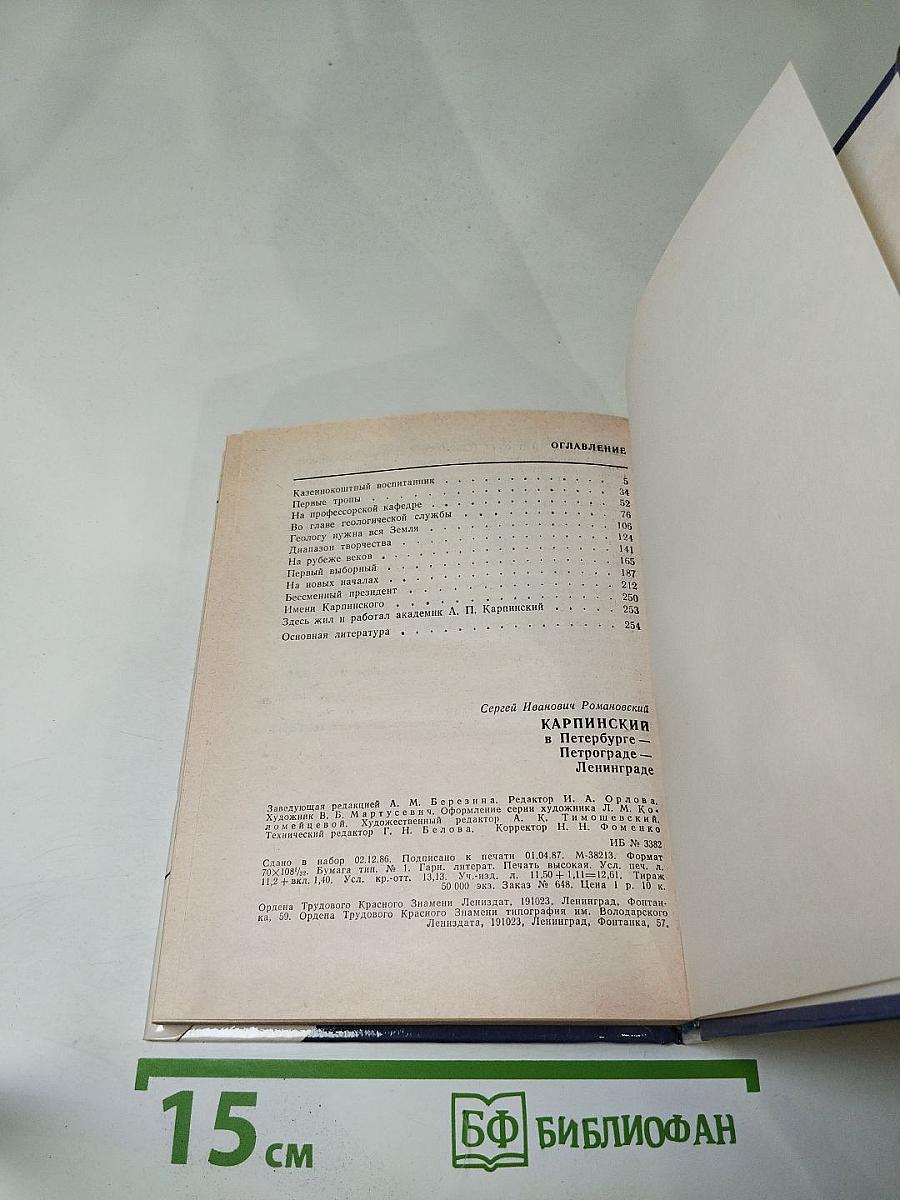 ОГЛАВЛЕНИЕ
Казеннокоштный воспитанник . . . . . . . . . . . 5
Первые тропы . . . . . . . . . . . . . . . 34
На профессорской кафедре . . . . . . . . . . . 52
Во главе геологической службы . . . . . . . . . . 76
Геологу нужна вся Земля . . . . . . . . . . . . 106
Диапазон творчества . . . . . . . . . . . . . 124
На рубеже веков . . . . . . . . . . . . . . 141
Первый выборный . . . . . . . . . . . . . . 165
На новых началах . . . . . . . . . . . . . . 187
Бессменный президент . . . . . . . . . . . . . 212
Имени Карпинского . . . . . . . . . . . . . 250
Здесь жил и работал академик А. П. Карпинский . . . . . 253
Основная литература . . . . . . . . . . . . . 254
Сергей Иванович Романовский
КАРПИНСКИЙ
в Петербурге —
Петрограде —
Ленинграде
Заведующая редакцией А. М. Березина. Редактор И. А. Орлова.
Художник В. Б. Мартусевич. Оформление серии художника Л. М. Ко-
ломейцевой. Художественный редактор А. К. Тимошевский.
Технический редактор Г. Н. Белова. Корректор Н. Н. Фоменко
ИБ № 3382
Сдано в набор 02.12.86. Подписано к печати 01.04.87. М-38213. Формат
70×108¹/₃₂. Бумага тип. № 1. Гарн. литерат. Печать высокая. Усл. печ. л.
11,2 + вкл. 1,40. Усл. кр.-отт. 13,13. Уч.-изд. л. 11,50 + 1,11=12,61. Тираж
50 000 экз. Заказ № 648. Цена 1 р. 10 к.
Ордена Трудового Красного Знамени Лениздат, 191023, Ленинград, Фонтан-
ка, 59. Ордена Трудового Красного Знамени типография им. Володарского
Лениздата, 191023, Ленинград, Фонтанка, 57.
15 см
БФ БИБЛИОФАН